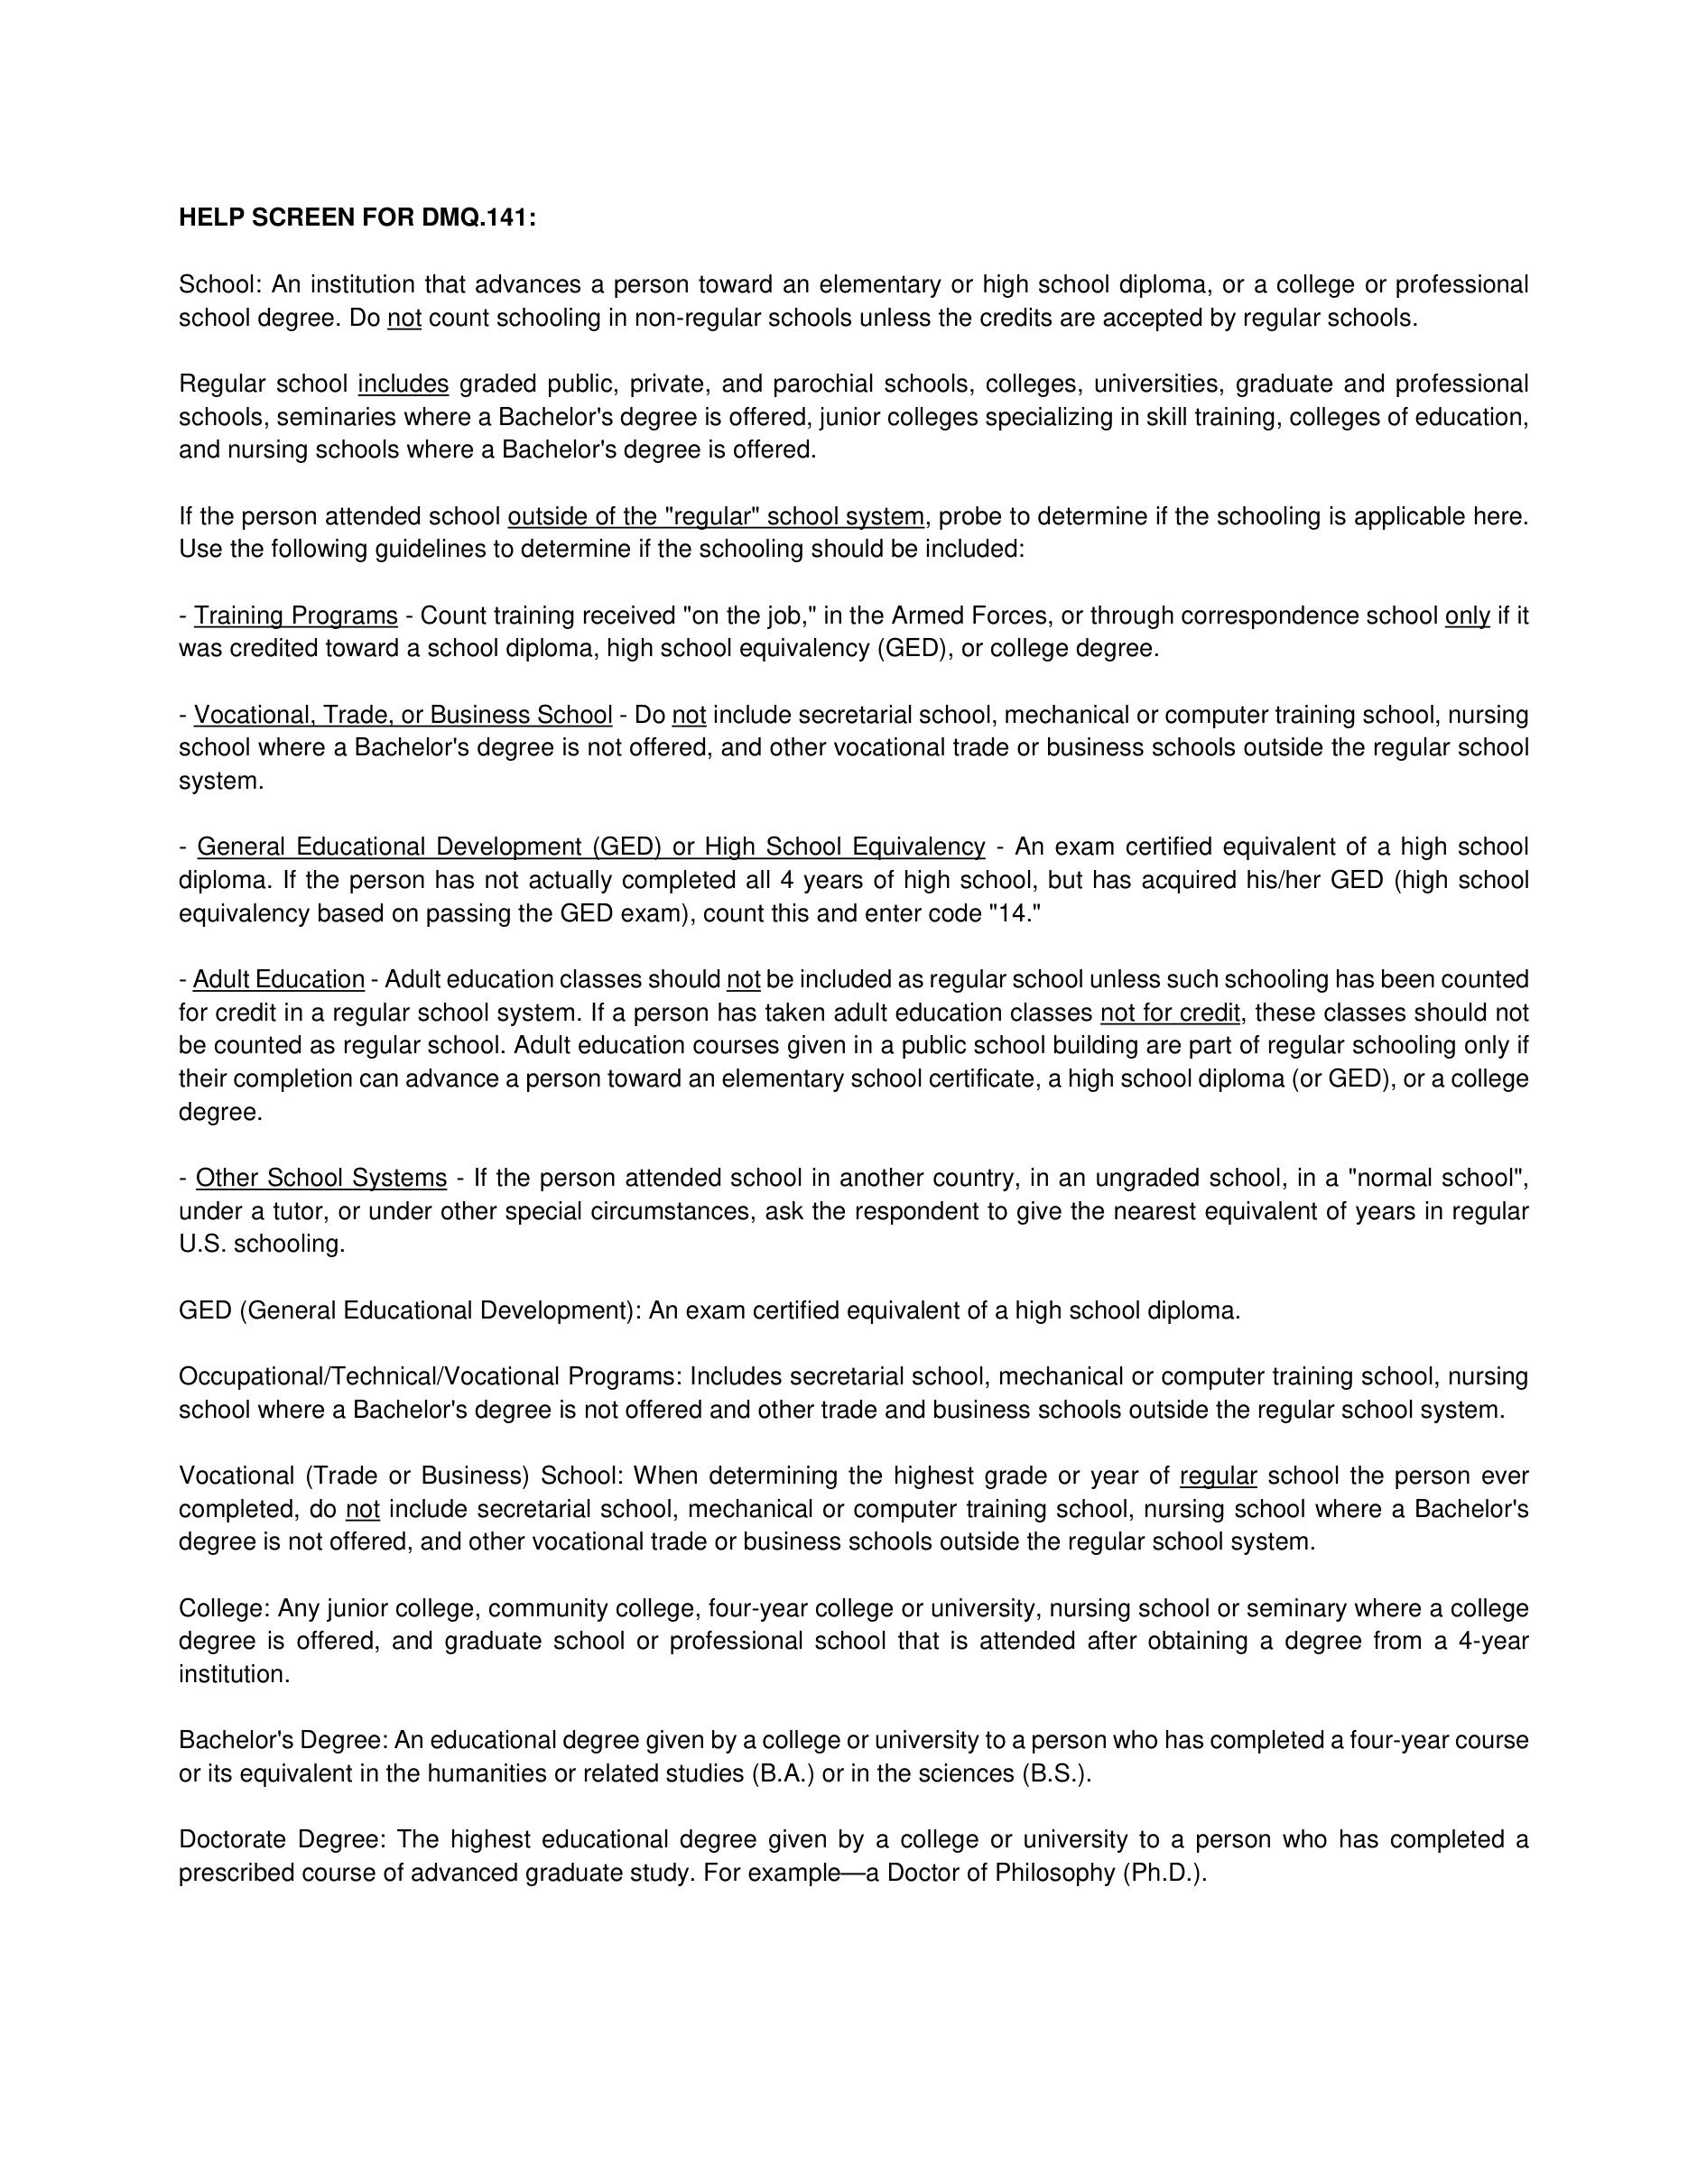 HELP SCREEN FOR DMQ.141:
School: An institution that advances a person toward an elementary or high school diploma, or a college or professional
school degree. Do not count schooling in non-regular schools unless the credits are accepted by regular schools.
Regular school includes graded public, private, and parochial schools, colleges, universities, graduate and professional
schools, seminaries where a Bachelor's degree is offered, junior colleges specializing in skill training, colleges of education,
and nursing schools where a Bachelor's degree is offered.
If the person attended school outside of the "regular" school system, probe to determine if the schooling is applicable here.
Use the following guidelines to determine if the schooling should be included:
- Training Programs - Count training received "on the job," in the Armed Forces, or through correspondence school only if it
was credited toward a school diploma, high school equivalency (GED), or college degree.
- Vocational, Trade, or Business School - Do not include secretarial school, mechanical or computer training school, nursing
school where a Bachelor's degree is not offered, and other vocational trade or business schools outside the regular school
system.
- General Educational Development (GED) or High School Equivalency - An exam certified equivalent of a high school
diploma. If the person has not actually completed all 4 years of high school, but has acquired his/her GED (high school
equivalency based on passing the GED exam), count this and enter code "14."
- Adult Education - Adult education classes should not be included as regular school unless such schooling has been counted
for credit in a regular school system. If a person has taken adult education classes not for credit, these classes should not
be counted as regular school. Adult education courses given in a public school building are part of regular schooling only if
their completion can advance a person toward an elementary school certificate, a high school diploma (or GED), or a college
degree.
- Other School Systems - If the person attended school in another country, in an ungraded school, in a "normal school",
under a tutor, or under other special circumstances, ask the respondent to give the nearest equivalent of years in regular
U.S. schooling.
GED (General Educational Development): An exam certified equivalent of a high school diploma.
Occupational/Technical/Vocational Programs: Includes secretarial school, mechanical or computer training school, nursing
school where a Bachelor's degree is not offered and other trade and business schools outside the regular school system.
Vocational (Trade or Business) School: When determining the highest grade or year of regular school the person ever
completed, do not include secretarial school, mechanical or computer training school, nursing school where a Bachelor's
degree is not offered, and other vocational trade or business schools outside the regular school system.
College: Any junior college, community college, four-year college or university, nursing school or seminary where a college
degree is offered, and graduate school or professional school that is attended after obtaining a degree from a 4-year
institution.
Bachelor's Degree: An educational degree given by a college or university to a person who has completed a four-year course
or its equivalent in the humanities or related studies (B.A.) or in the sciences (B.S.).
Doctorate Degree: The highest educational degree given by a college or university to a person who has completed a
prescribed course of advanced graduate study. For example—a Doctor of Philosophy (Ph.D.).